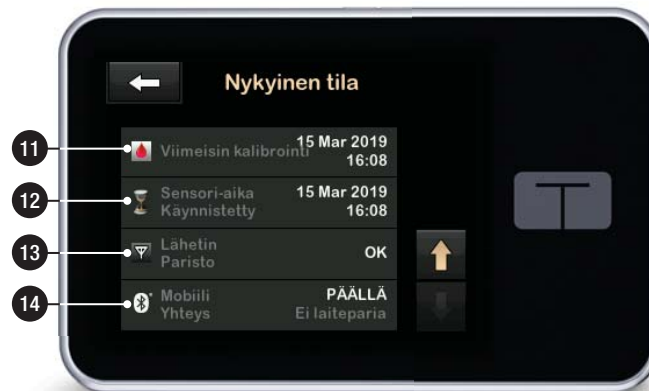 Nykyinen tila
11
Viimeisin kalibrointi
15 Mar 2019
16:08
12
Sensori-aika
Käynnistetty
15 Mar 2019
16:08
13
Lähetin
Paristo
OK
14
Mobiili
Yhteys
PÄÄLLÄ
Ei laiteparia